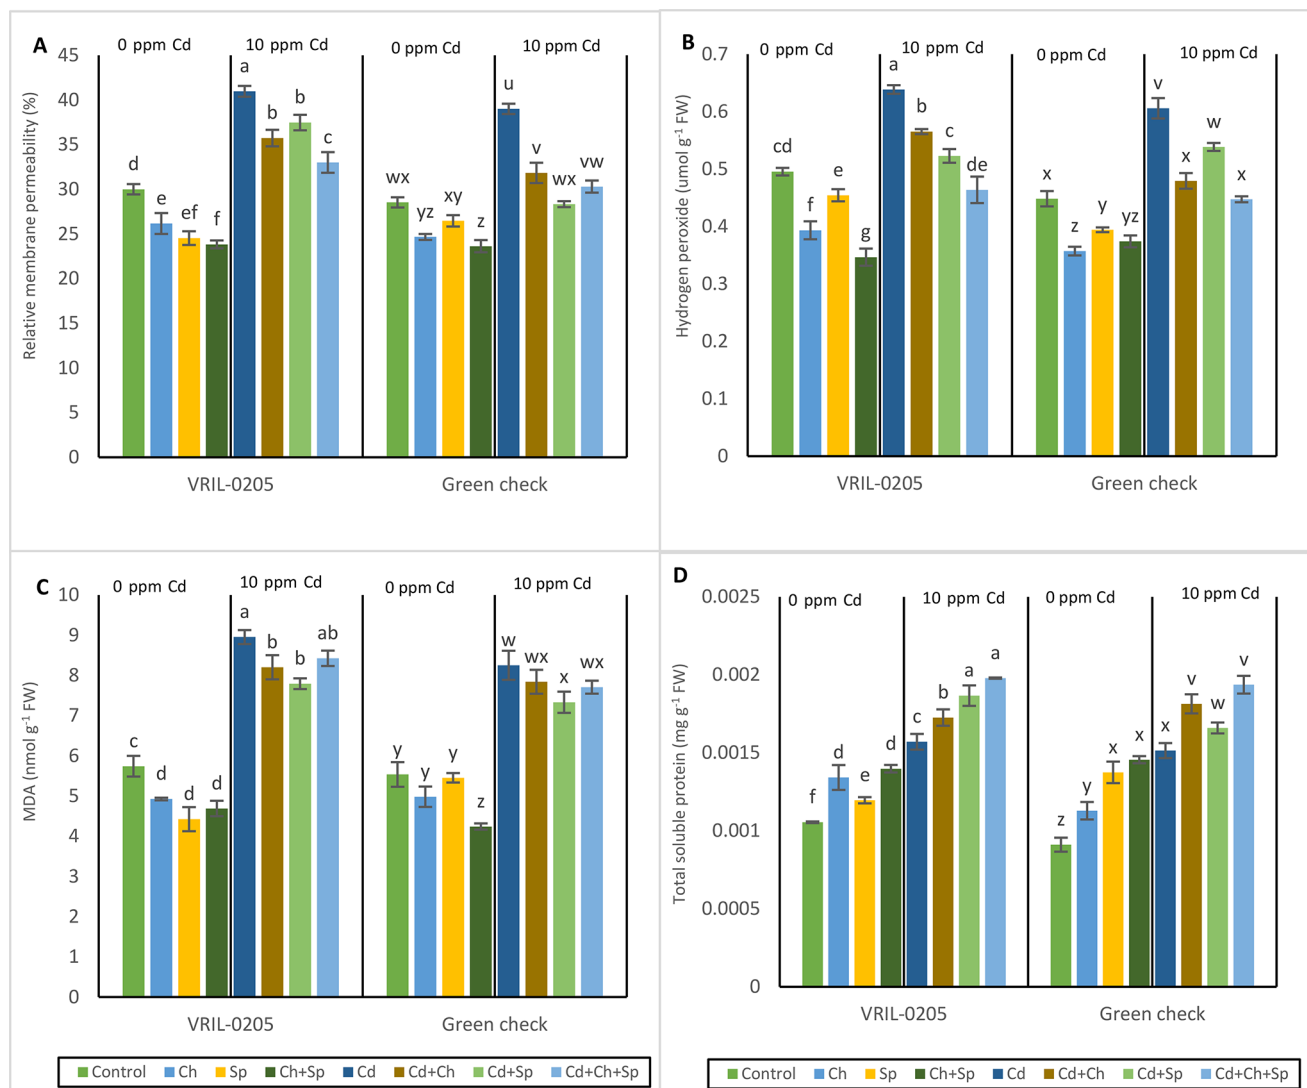 A
0 ppm Cd
10 ppm Cd
0 ppm Cd
10 ppm Cd
Relative membrane permeability (%)
45
40
35
30
25
20
15
10
5
0
d
e
ef
f
a
b
b
c
wx
yz
xy
z
u
v
wx
vw
VRIL-0205
Green check
B
0 ppm Cd
10 ppm Cd
0 ppm Cd
10 ppm Cd
Hydrogen peroxide (umol g⁻¹ FW)
0.7
0.6
0.5
0.4
0.3
0.2
0.1
0
cd
f
e
g
a
b
c
de
x
z
y
yz
v
x
w
x
VRIL-0205
Green check
C
0 ppm Cd
10 ppm Cd
0 ppm Cd
10 ppm Cd
MDA (nmol g⁻¹ FW)
10
9
8
7
6
5
4
3
2
1
0
c
d
d
d
a
b
b
ab
y
y
y
z
w
wx
x
wx
VRIL-0205
Green check
Control Ch Sp Ch+Sp Cd Cd+Ch Cd+Sp Cd+Ch+Sp
D
0 ppm Cd
10 ppm Cd
0 ppm Cd
10 ppm Cd
Total soluble protein (mg g⁻¹ FW)
0.0025
0.002
0.0015
0.001
0.0005
0
f
d
e
d
c
b
a
a
z
y
x
x
x
v
w
v
VRIL-0205
Green check
Control Ch Sp Ch+Sp Cd Cd+Ch Cd+Sp Cd+Ch+Sp